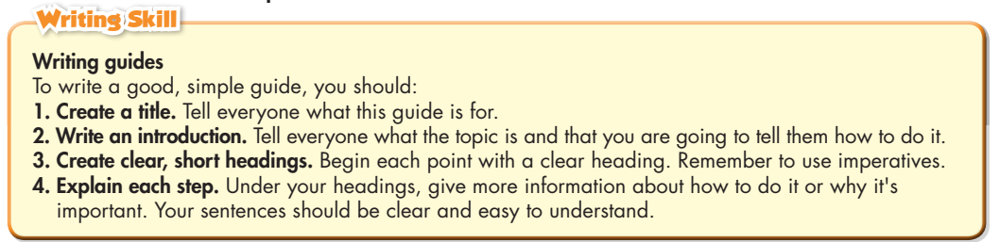 Writing Skill
Writing guides
To write a good, simple guide, you should:
1. Create a title. Tell everyone what this guide is for.
2. Write an introduction. Tell everyone what the topic is and that you are going to tell them how to do it.
3. Create clear, short headings. Begin each point with a clear heading. Remember to use imperatives.
4. Explain each step. Under your headings, give more information about how to do it or why it's
important. Your sentences should be clear and easy to understand.